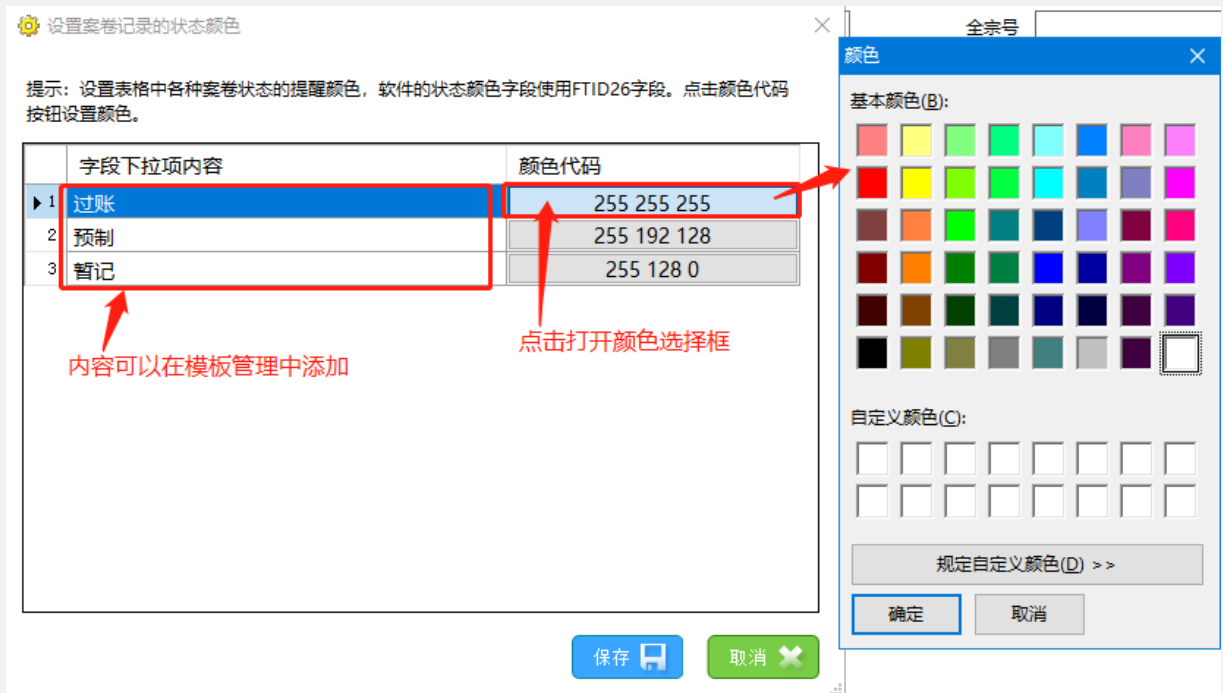 设置案卷记录的状态颜色
全宗号
提示：设置表格中各种案卷状态的提醒颜色，软件的状态颜色字段使用FTID26字段。点击颜色代码
按钮设置颜色。
字段下拉项内容 颜色代码
1 过账 255 255 255
2 预制 255 192 128
3 暂记 255 128 0
内容可以在模板管理中添加
点击打开颜色选择框
保存
取消
颜色
基本颜色(B):
自定义颜色(C):
规定自定义颜色(D) >>
确定 取消